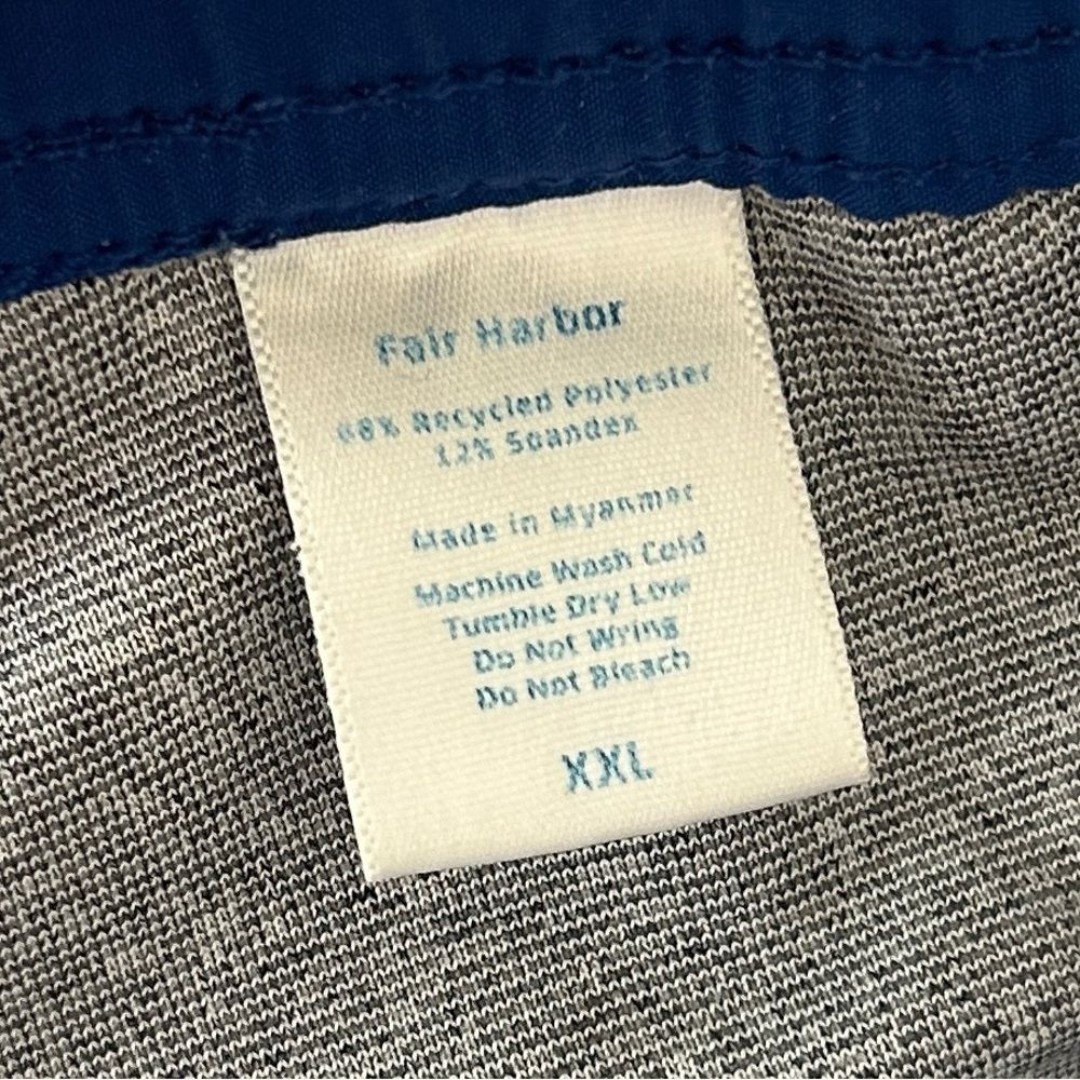 Fair Harbor
88% Recycled Polyester
12% Spandex
Made in Myanmar
Machine Wash Cold
Tumble Dry Low
Do Not Wring
Do Not Bleach
XXL